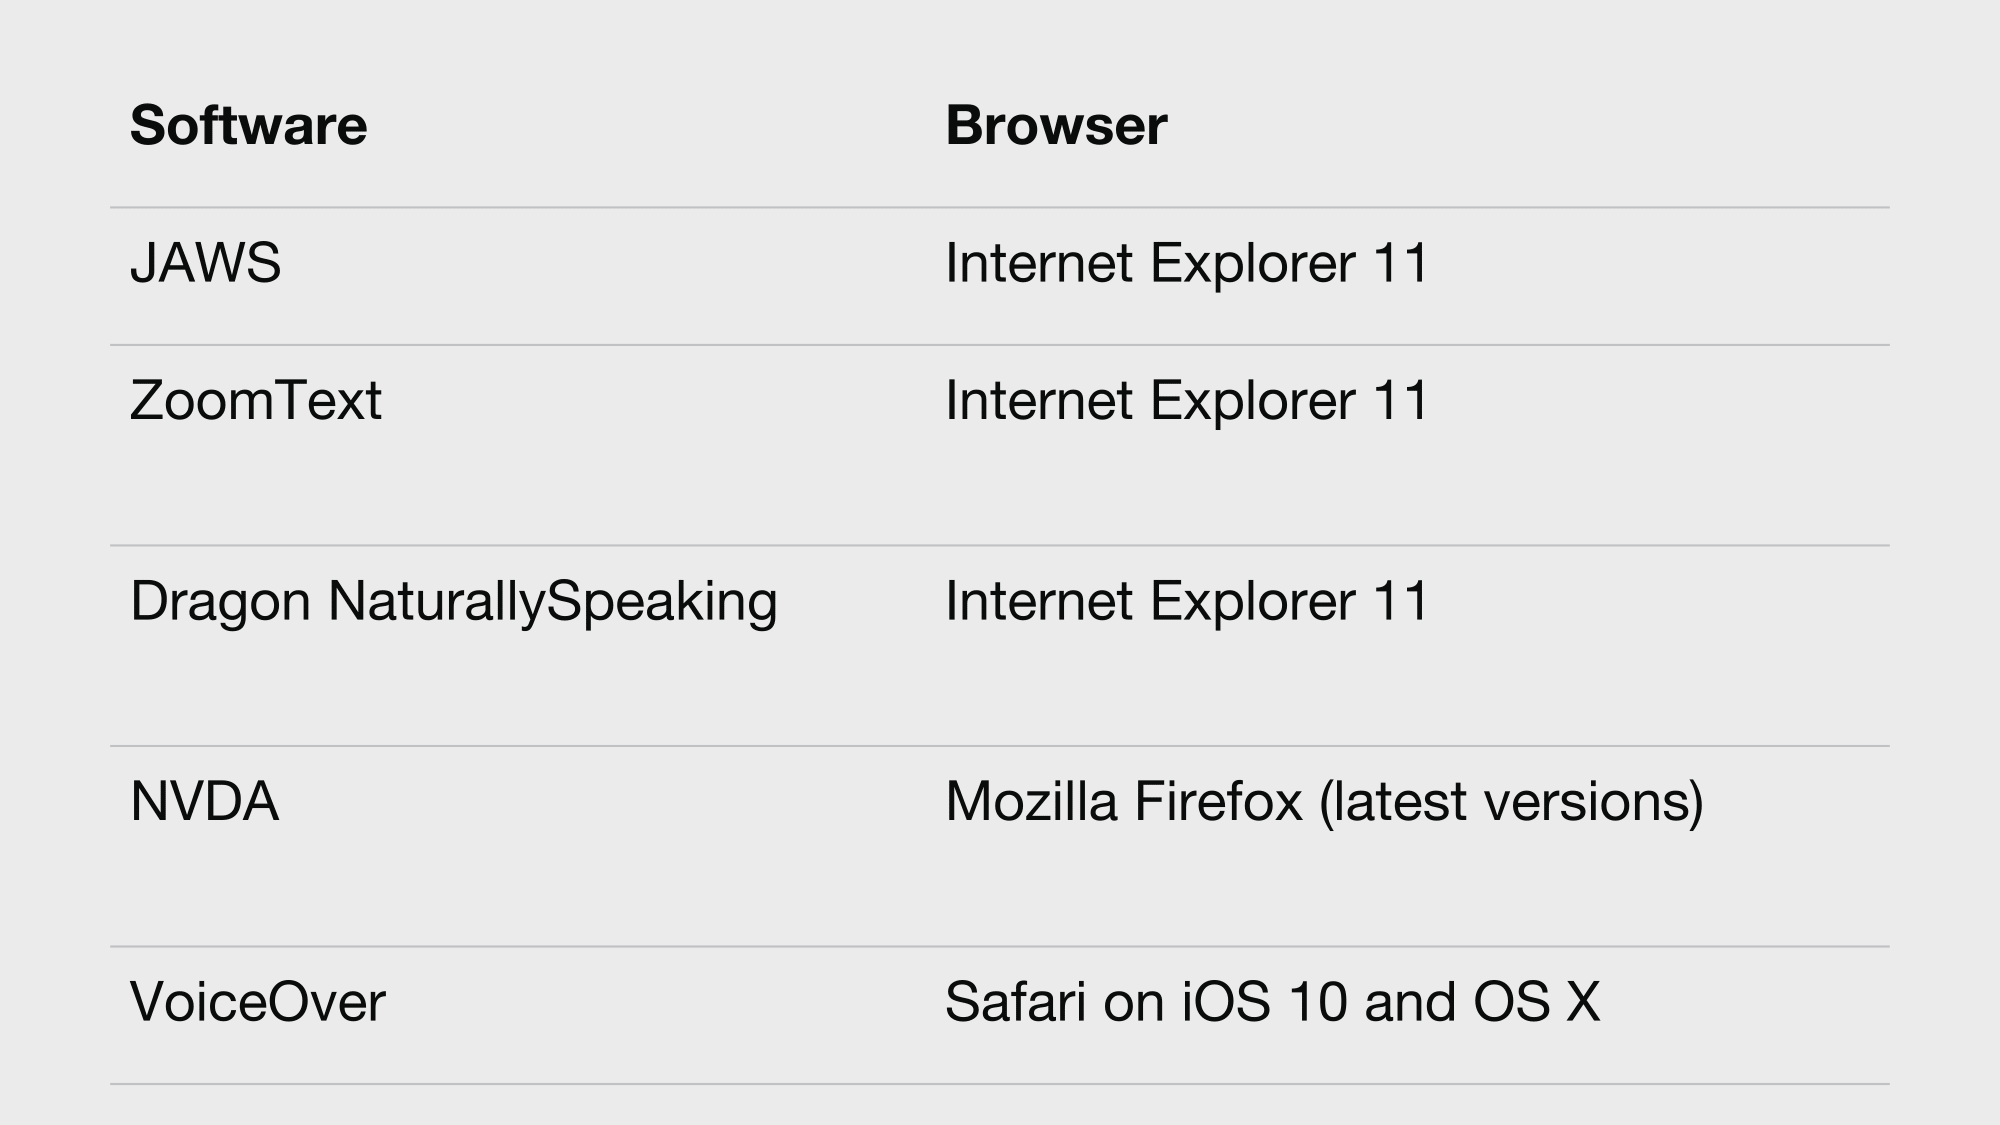 Software Browser
JAWS Internet Explorer 11
ZoomText Internet Explorer 11
Dragon NaturallySpeaking Internet Explorer 11
NVDA Mozilla Firefox (latest versions)
VoiceOver Safari on iOS 10 and OS X